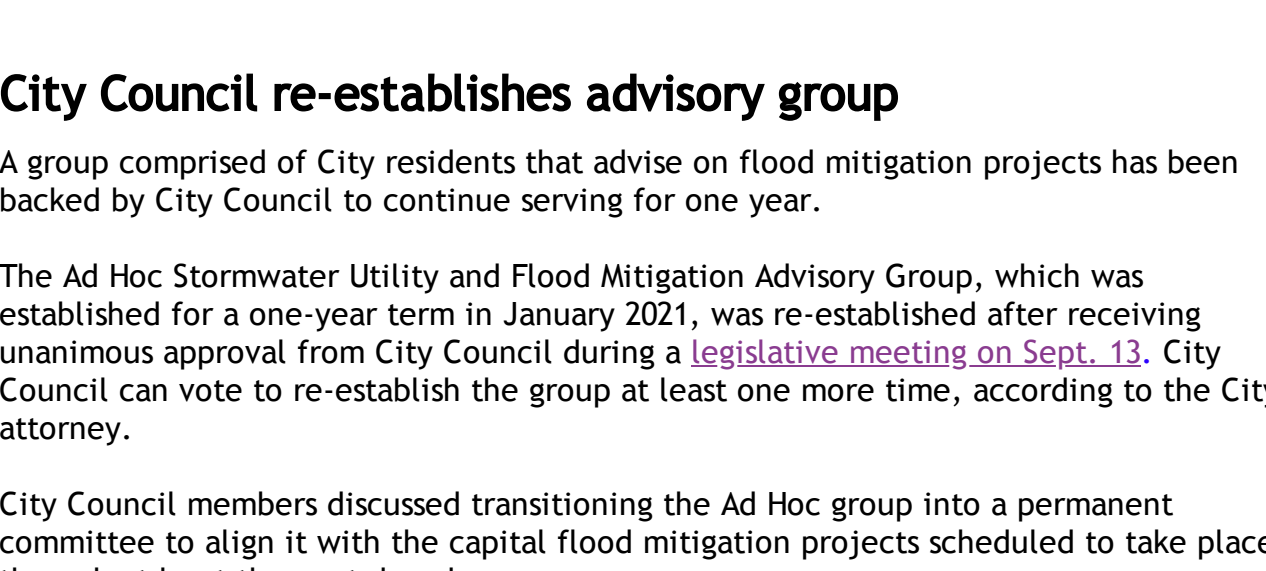 City Council re-establishes advisory group
A group comprised of City residents that advise on flood mitigation projects has been
backed by City Council to continue serving for one year.
The Ad Hoc Stormwater Utility and Flood Mitigation Advisory Group, which was
established for a one-year term in January 2021, was re-established after receiving
unanimous approval from City Council during a legislative meeting on Sept. 13. City
Council can vote to re-establish the group at least one more time, according to the City
attorney.
City Council members discussed transitioning the Ad Hoc group into a permanent
committee to align it with the capital flood mitigation projects scheduled to take place